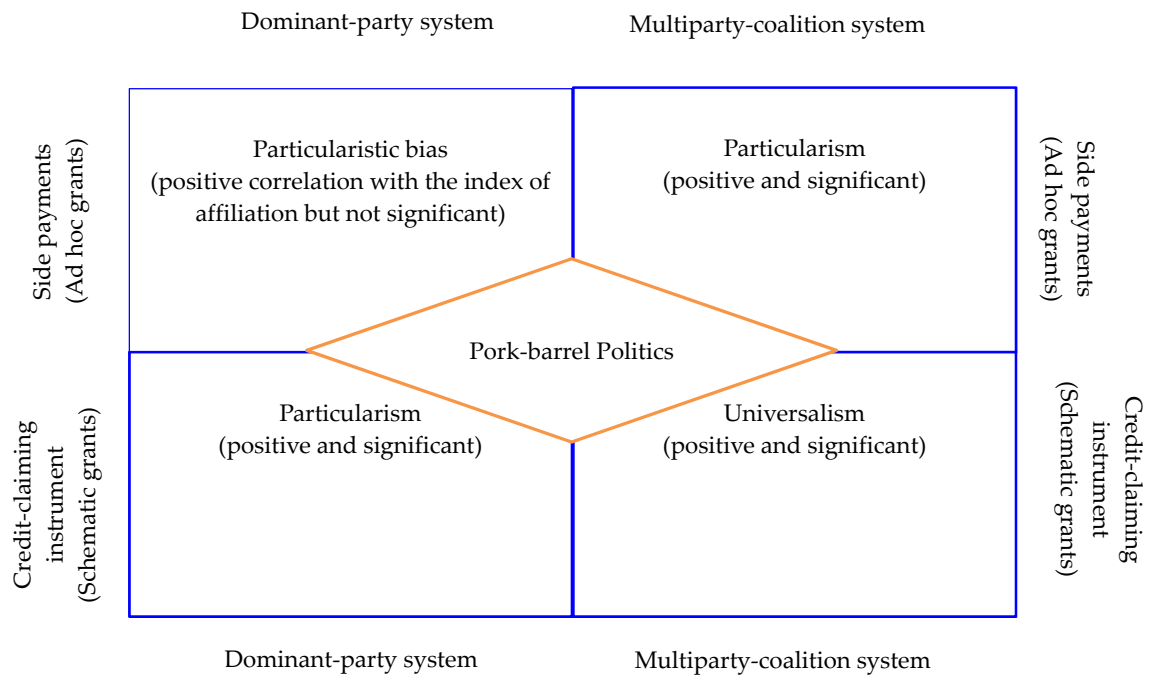 Dominant-party system
Multiparty-coalition system
Side payments
(Ad hoc grants)
Particularistic bias
(positive correlation with the index of
affiliation but not significant)
Particularism
(positive and significant)
Side payments
(Ad hoc grants)
Pork-barrel Politics
Credit-claiming
instrument
(Schematic grants)
Particularism
(positive and significant)
Universalism
(positive and significant)
Credit-claiming
instrument
(Schematic grants)
Dominant-party system
Multiparty-coalition system